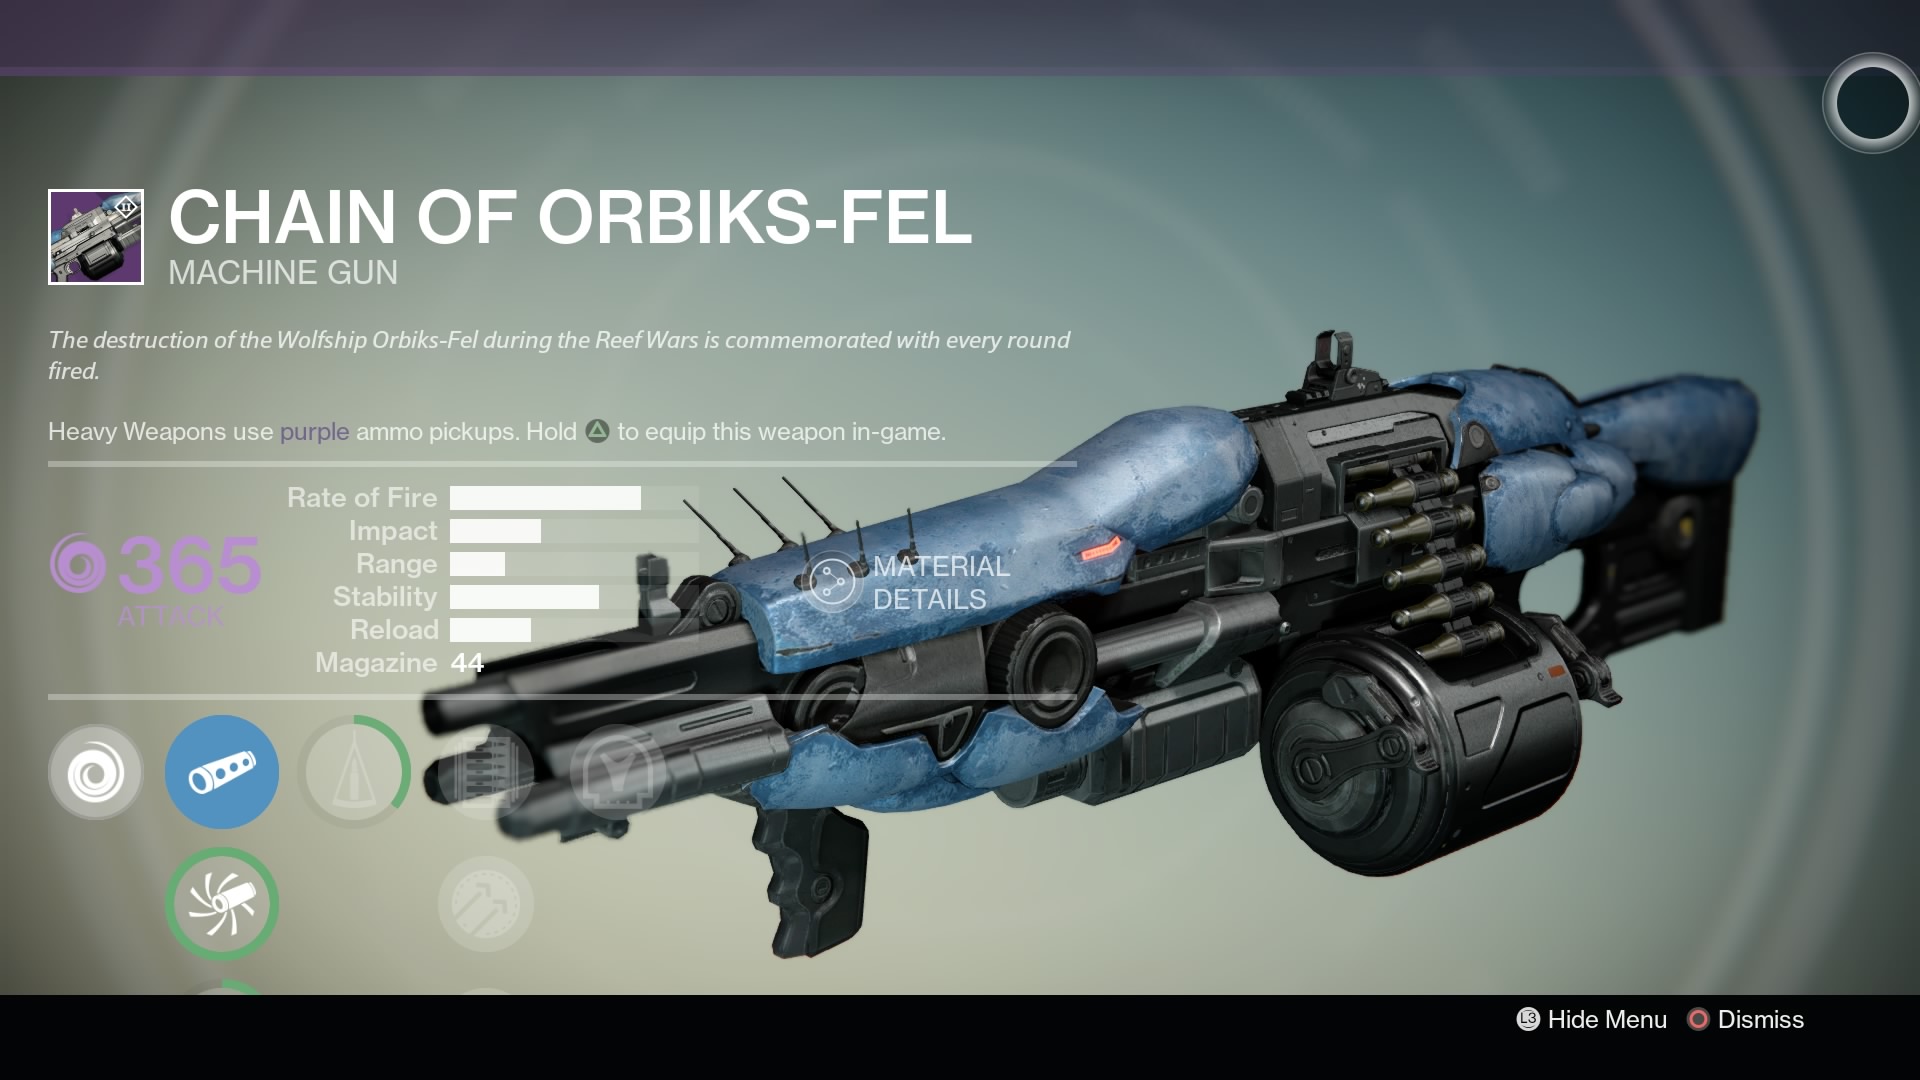 CHAIN OF ORBIKS-FEL
MACHINE GUN
The destruction of the Wolfship Orbiks-Fel during the Reef Wars is commemorated with every round
fired.
Heavy Weapons use purple ammo pickups. Hold to equip this weapon in-game.
365
ATTACK
Rate of Fire
Impact
Range
Stability
Reload
Magazine 44
MATERIAL
DETAILS
L3 Hide Menu Dismiss